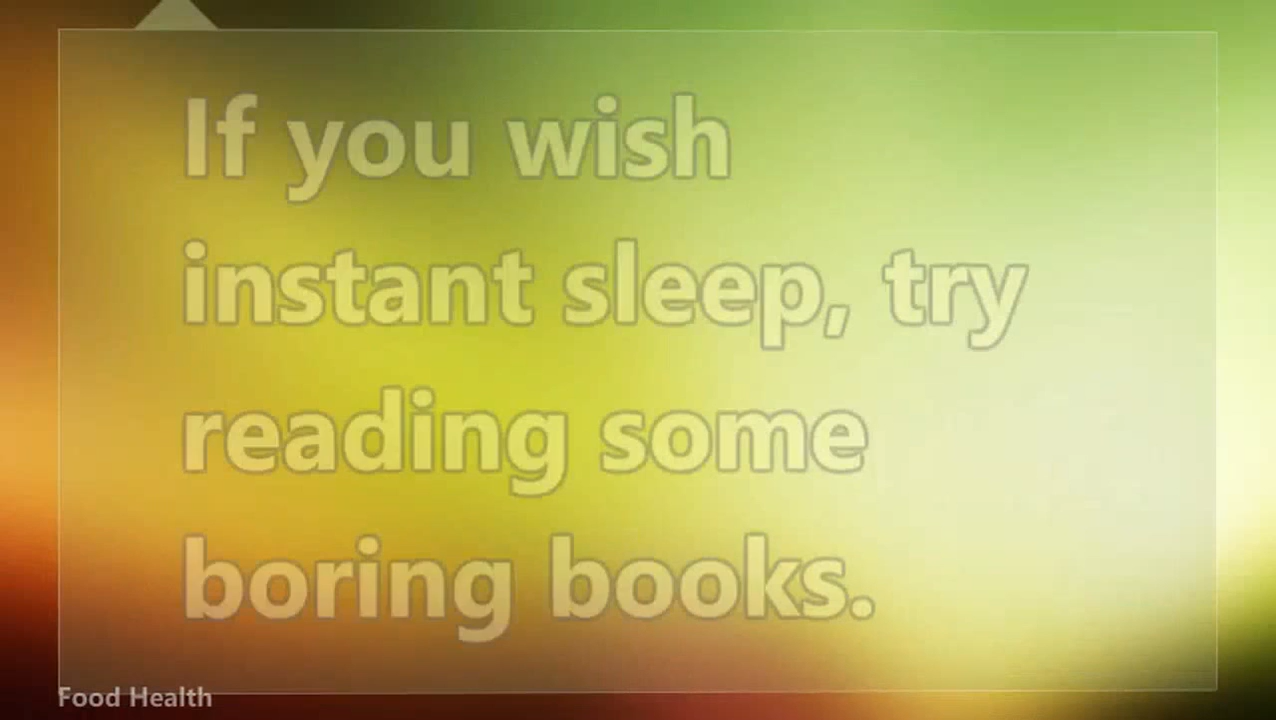 If you wish
instant sleep, try
reading some
boring books.
Food Health